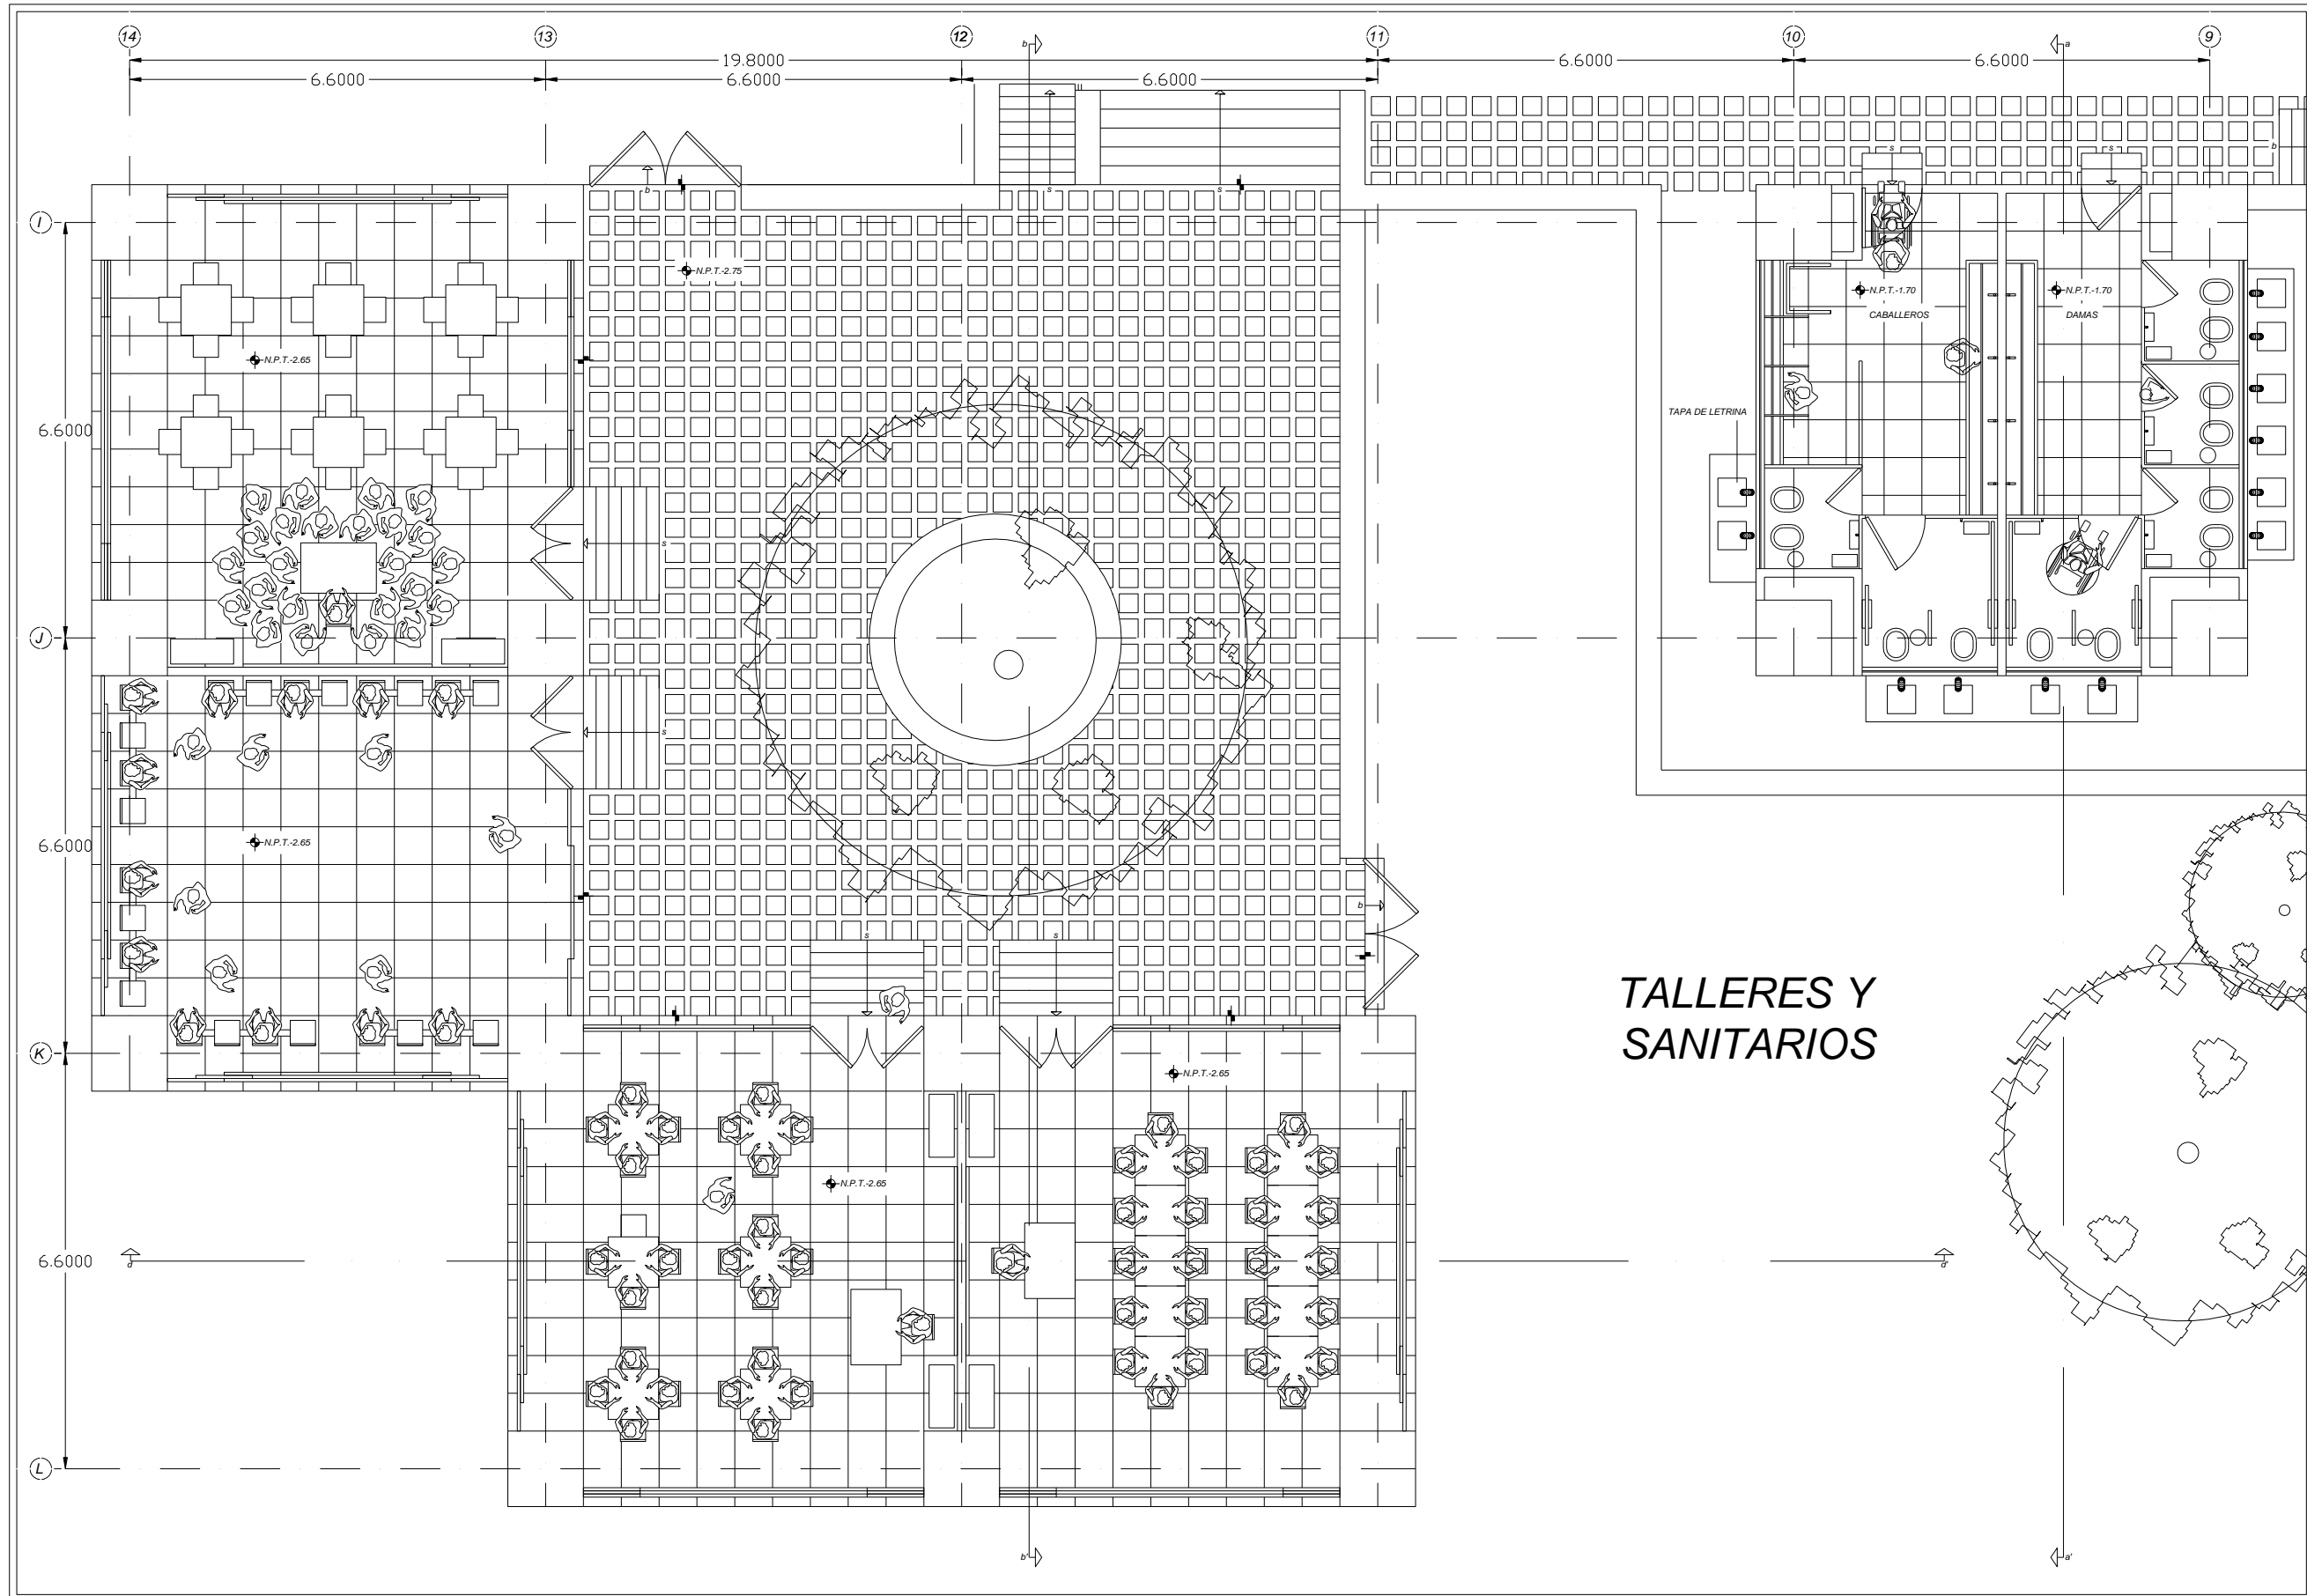 14 13 12 11 10 9
b a
19.8000
6.6000 6.6000
6.6000 6.6000 6.6000
b s s s s b
I
N.P.T.-2.75
N.P.T.-1.70 N.P.T.-1.70
CABALLEROS DAMAS
N.P.T.-2.65
TAPA DE LETRINA
6.6000
s
J
s
N.P.T.-2.65
6.6000
b
s s
TALLERES Y
SANITARIOS
K
N.P.T.-2.65
N.P.T.-2.65
6.6000
d d'
L
b' a'